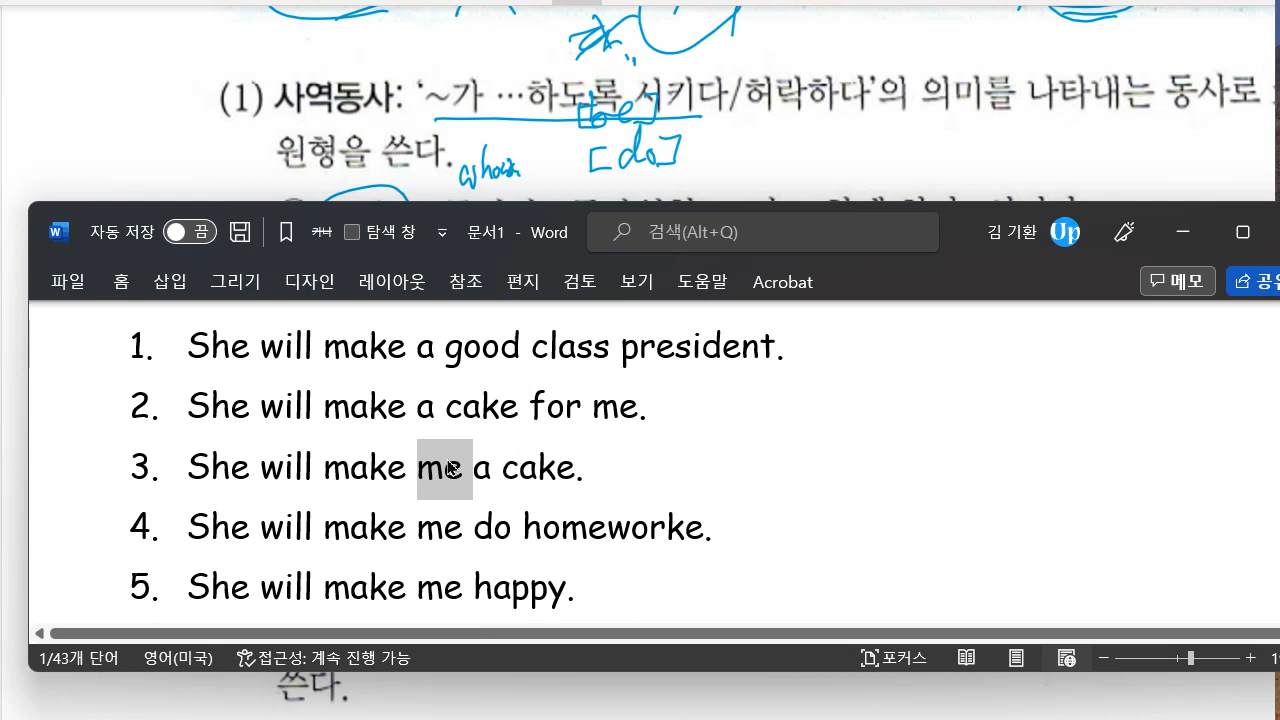 (1) 사역동사: ‘~가 …하도록 시키다/허락하다’의 의미를 나타내는 동사로
[be]
원형을 쓴다.
[do]
자동 저장 끔 탐색 창 문서1 - Word 검색(Alt+Q) 김 기환 Up
파일 홈 삽입 그리기 디자인 레이아웃 참조 편지 검토 보기 도움말 Acrobat 메모
1. She will make a good class president.
2. She will make a cake for me.
3. She will make me a cake.
4. She will make me do homeworke.
5. She will make me happy.
1/43개 단어 영어(미국) 접근성: 계속 진행 가능 포커스
쓴다.